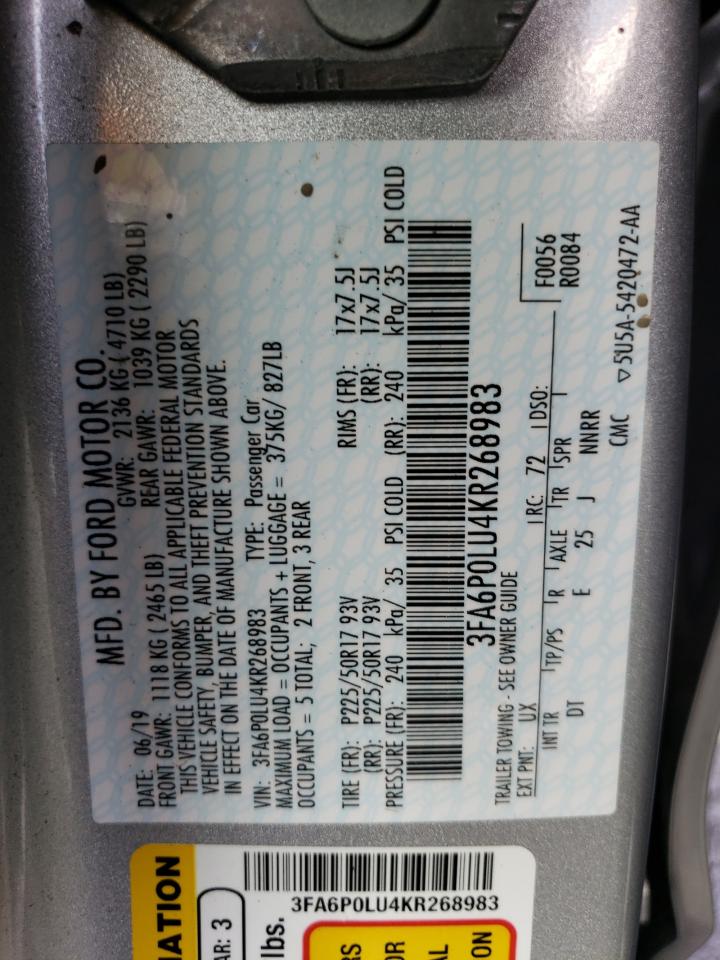 MFD. BY FORD MOTOR CO.
DATE: 06/19 GVWR: 2136 KG ( 4710 LB)
FRONT GAWR: 1118 KG ( 2465 LB) REAR GAWR: 1039 KG ( 2290 LB)
THIS VEHICLE CONFORMS TO ALL APPLICABLE FEDERAL MOTOR
VEHICLE SAFETY, BUMPER, AND THEFT PREVENTION STANDARDS
IN EFFECT ON THE DATE OF MANUFACTURE SHOWN ABOVE.
VIN: 3FA6P0LU4KR268983 TYPE: Passenger Car
MAXIMUM LOAD = OCCUPANTS + LUGGAGE = 375KG/ 827LB
OCCUPANTS = 5 TOTAL; 2 FRONT, 3 REAR
TIRE (FR): P225/50R17 93V RIMS (FR): 17x7.5J
(RR): P225/50R17 93V (RR): 17x7.5J
PRESSURE (FR): 240 kPa/ 35 PSI COLD (RR): 240 kPa/ 35 PSI COLD
3FA6P0LU4KR268983
TRAILER TOWING - SEE OWNER GUIDE F0056
EXT PNT: UX RC: 72 DSO: R0084
INT TR TP/PS R AXLE TR SPR
DT E 25 J NNRR
CMC ▽5U5A-5420472-AA
3FA6P0LU4KR268983
AR: 3
lbs.